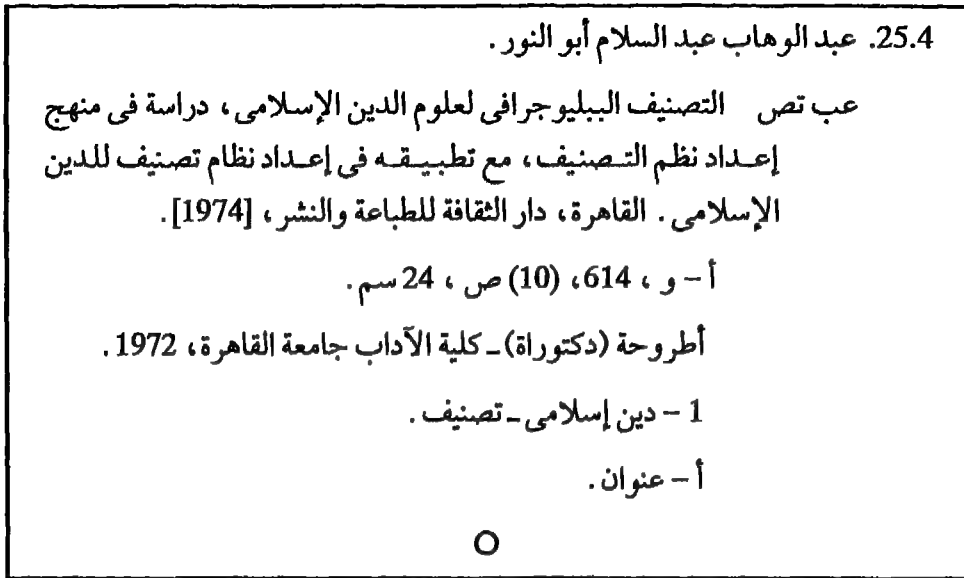 25.4. عبد الوهاب عبد السلام أبو النور.
عب تص التصنيف الببليوجرافى لعلوم الدين الإسلامى، دراسة فى منهج
إعداد نظم التصنيف، مع تطبيقه فى إعداد نظام تصنيف للدين
الإسلامى. القاهرة، دار الثقافة للطباعة والنشر، [1974].
أ – و، 614، (10) ص، 24 سم.
أطروحة (دكتوراة) ـ كلية الآداب جامعة القاهرة، 1972.
1 – دين إسلامى ـ تصنيف.
أ – عنوان.